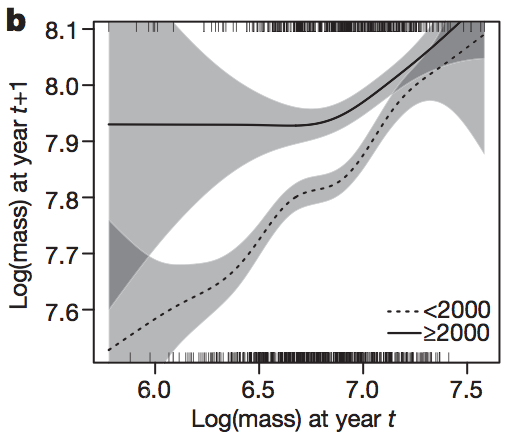 b
8.1
8.0
7.9
7.8
7.7
7.6
Log(mass) at year t+1
6.0 6.5 7.0 7.5
Log(mass) at year t
<2000
≥2000